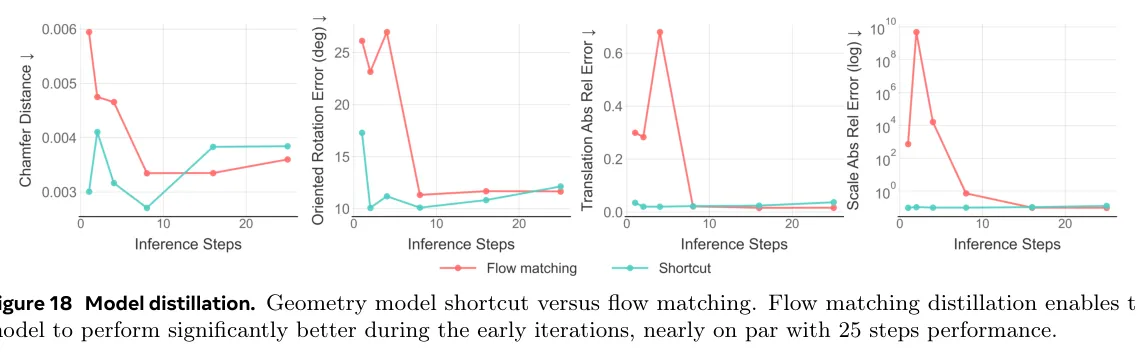 Chamfer Distance ↓
0.006
0.005
0.004
0.003
0
10
20
Inference Steps
Oriented Rotation Error (deg) ↓
25
20
15
10
0
10
20
Inference Steps
Translation Abs Rel Error ↓
0.6
0.4
0.2
0.0
0
10
20
Inference Steps
Scale Abs Rel Error (log) ↓
10^10
10^8
10^6
10^4
10^2
10^0
0
10
20
Inference Steps
Flow matching
Shortcut
igure 18 Model distillation. Geometry model shortcut versus flow matching. Flow matching distillation enables t
odel to perform significantly better during the early iterations, nearly on par with 25 steps performance.